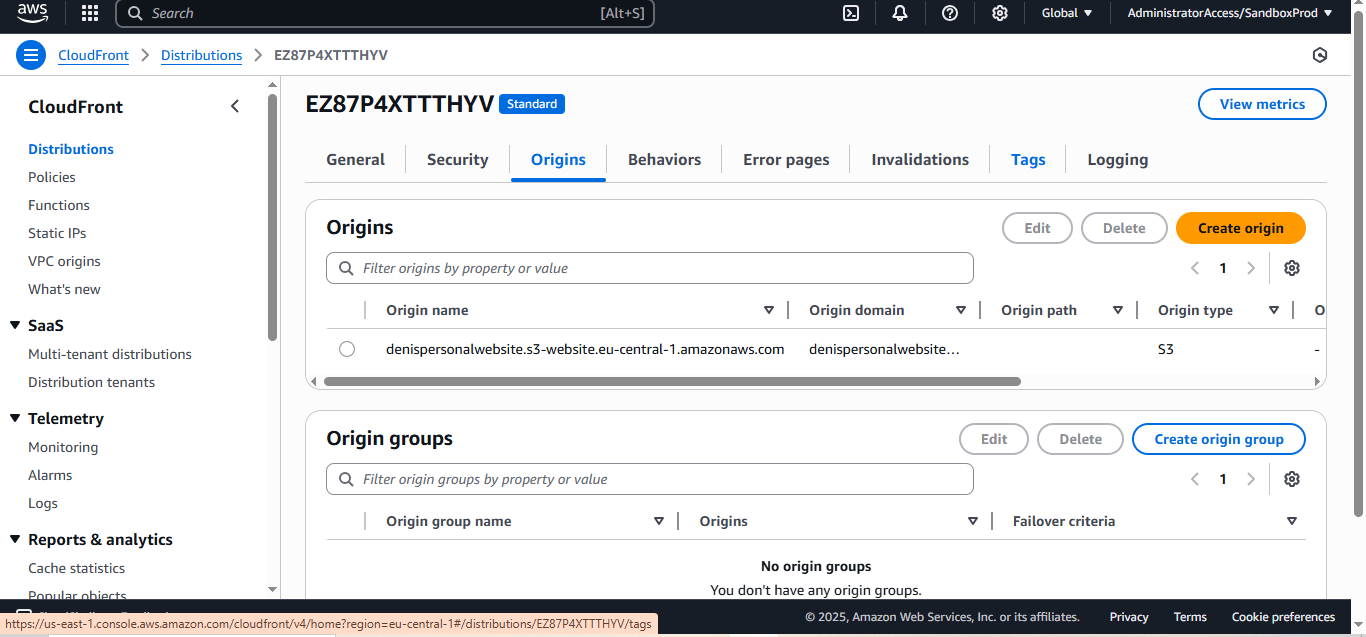 aws
Search [Alt+S] Global AdministratorAccess/SandboxProd
CloudFront Distributions EZ87P4XTTTHYV
CloudFront
Distributions
Policies
Functions
Static IPs
VPC origins
What's new
SaaS
Multi-tenant distributions
Distribution tenants
Telemetry
Monitoring
Alarms
Logs
Reports & analytics
Cache statistics
Popular objects
EZ87P4XTTTHYV Standard View metrics
General Security Origins Behaviors Error pages Invalidations Tags Logging
Origins Edit Delete Create origin
Filter origins by property or value 1
Origin name Origin domain Origin path Origin type O
denispersonalwebsite.s3-website.eu-central-1.amazonaws.com denispersonalwebsite… S3 -
Origin groups Edit Delete Create origin group
Filter origin groups by property or value 1
Origin group name Origins Failover criteria
No origin groups
You don't have any origin groups.
https://us-east-1.console.aws.amazon.com/cloudfront/v4/home?region=eu-central-1#/distributions/EZ87P4XTTTHYV/tags
© 2025, Amazon Web Services, Inc. or its affiliates. Privacy Terms Cookie preferences